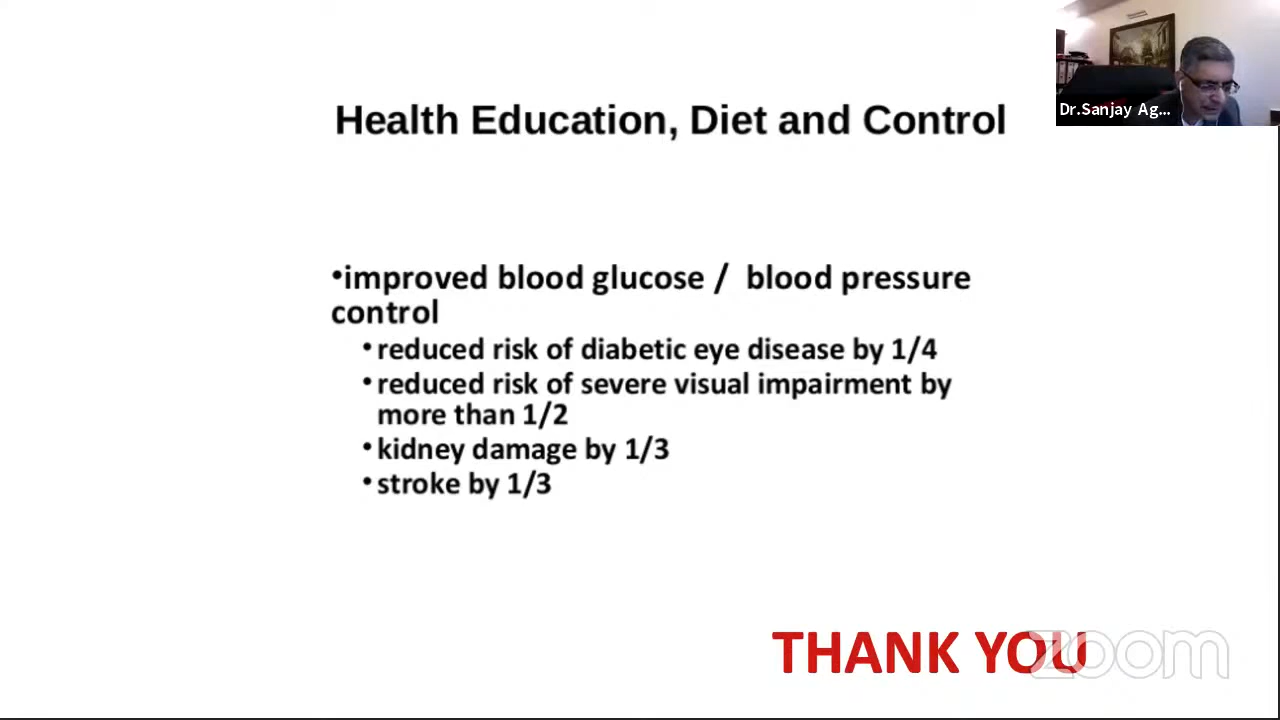 Dr.Sanjay Ag...
Health Education, Diet and Control
•improved blood glucose / blood pressure
control
•reduced risk of diabetic eye disease by 1/4
•reduced risk of severe visual impairment by
more than 1/2
•kidney damage by 1/3
•stroke by 1/3
THANK YOU
zoom